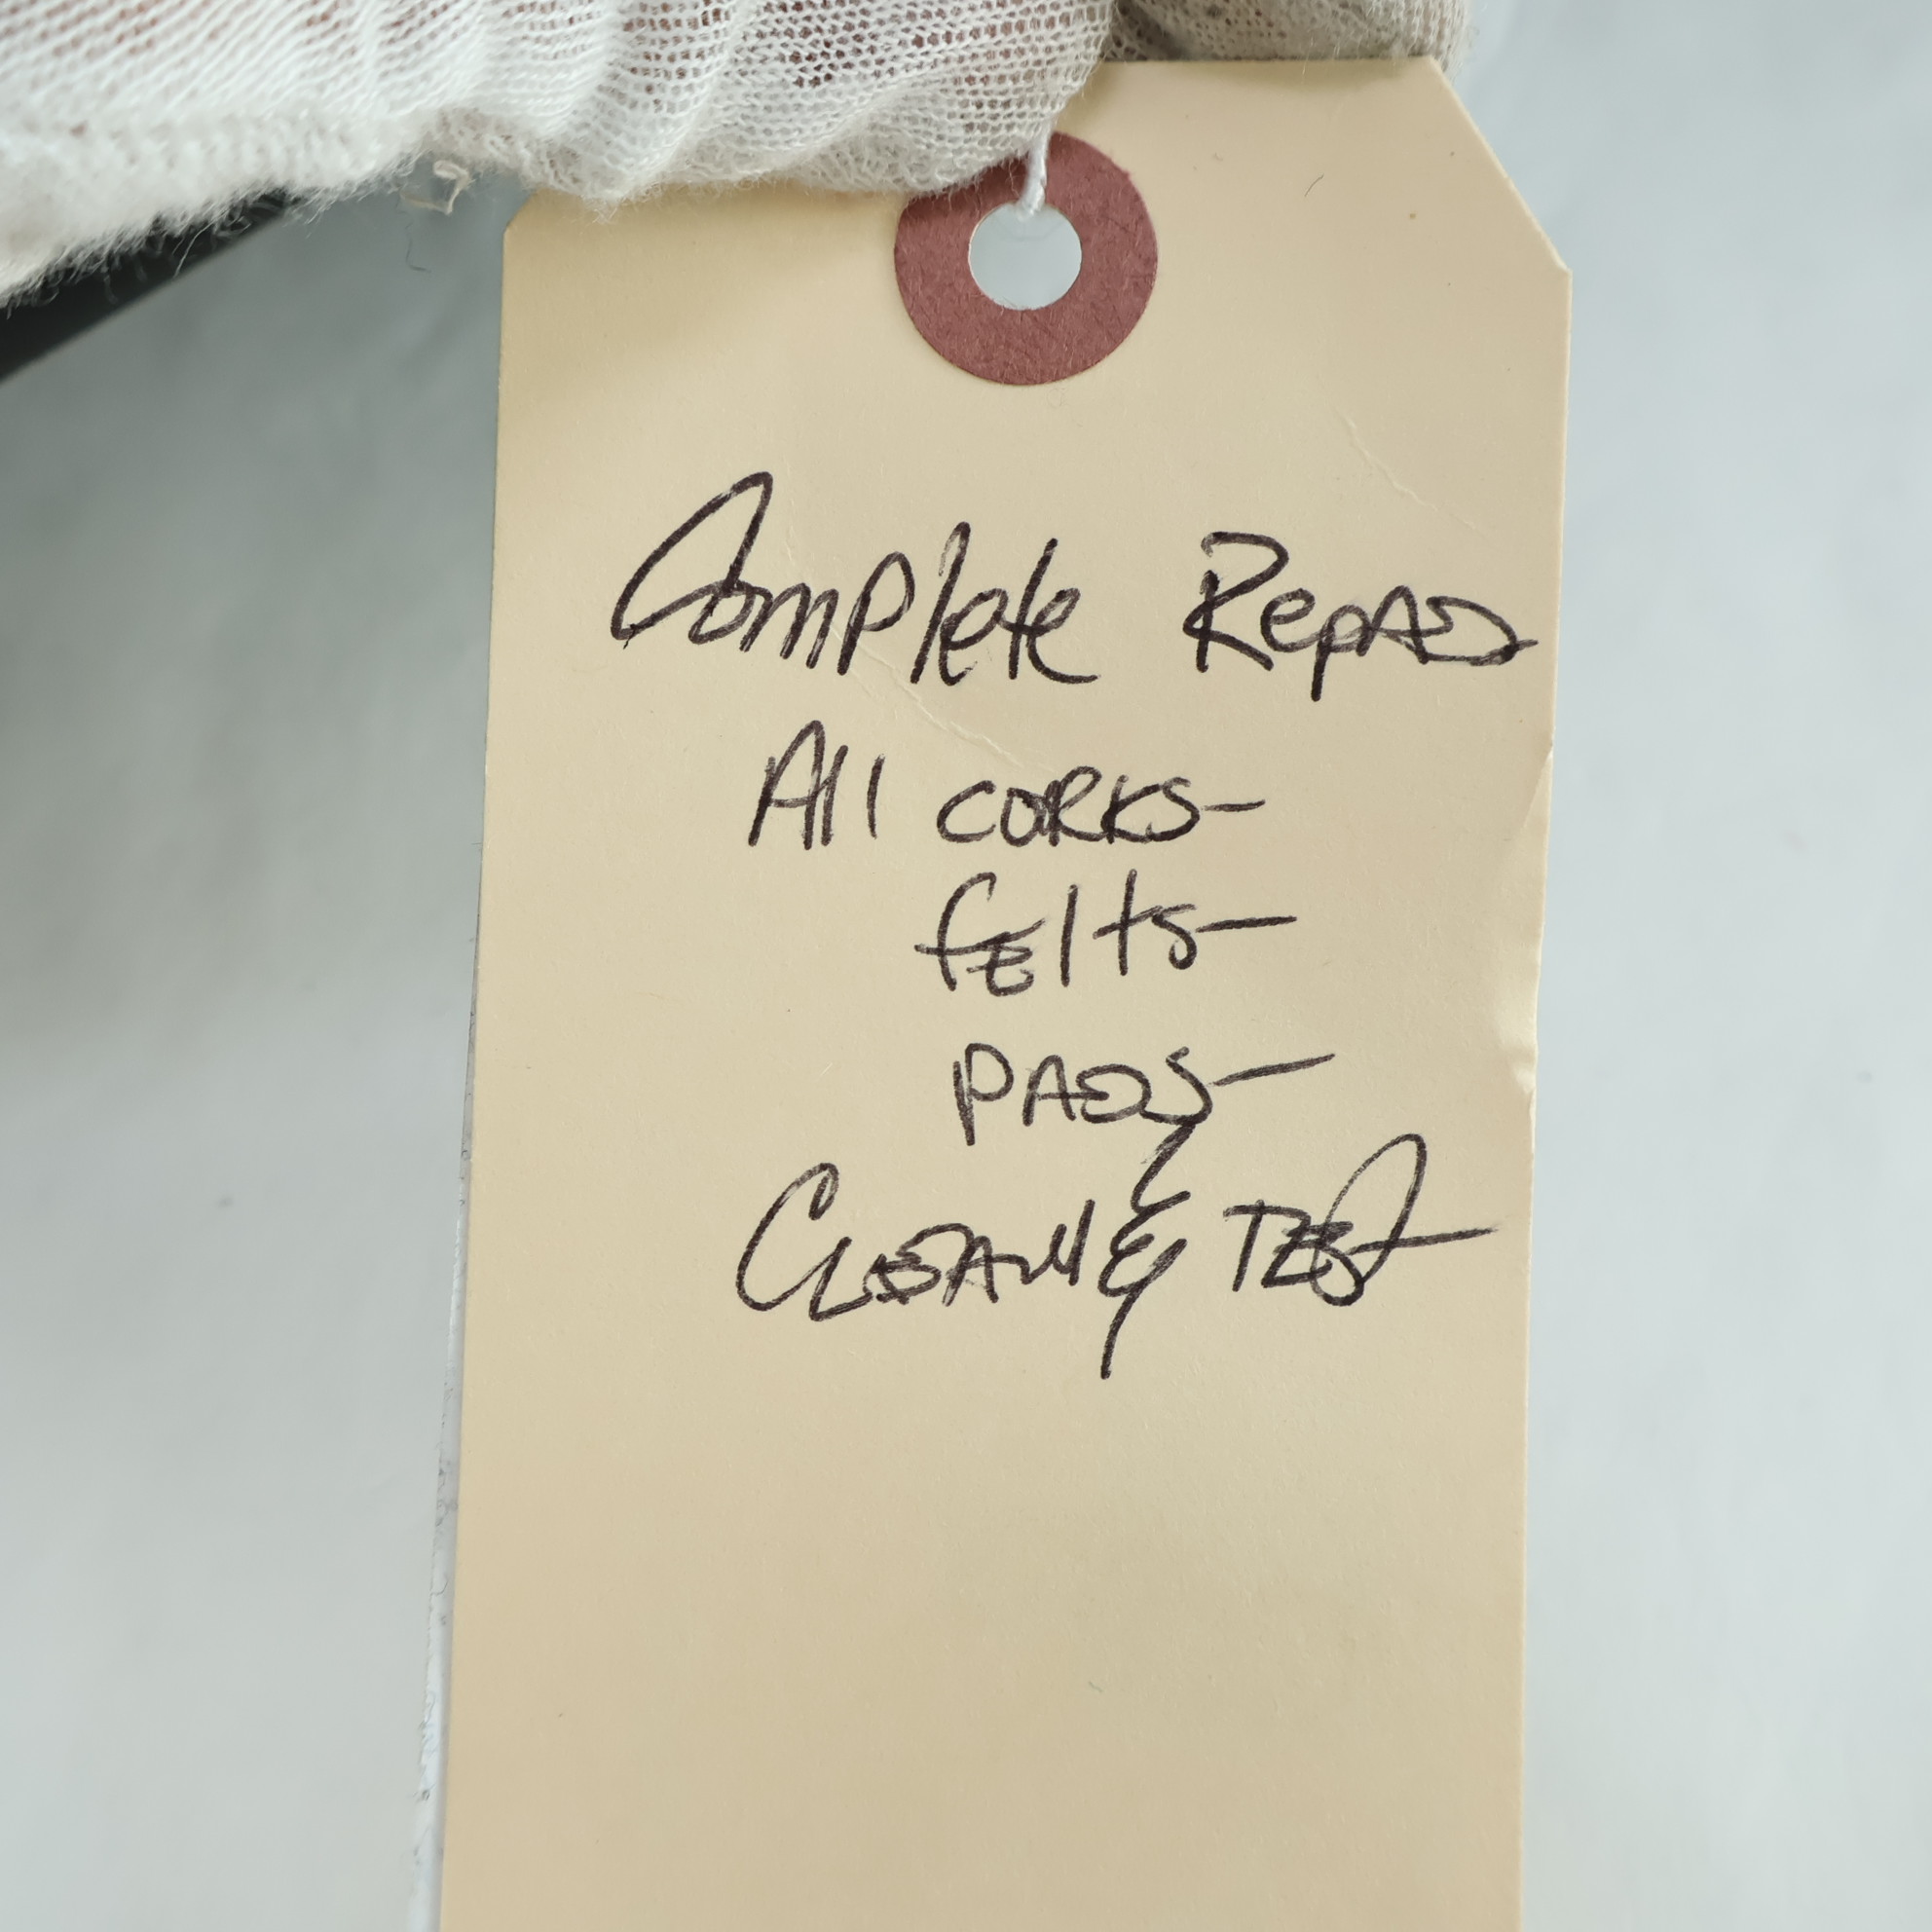 Complete Repad
All corks-
felts-
PADS-
CLEAN & TEST